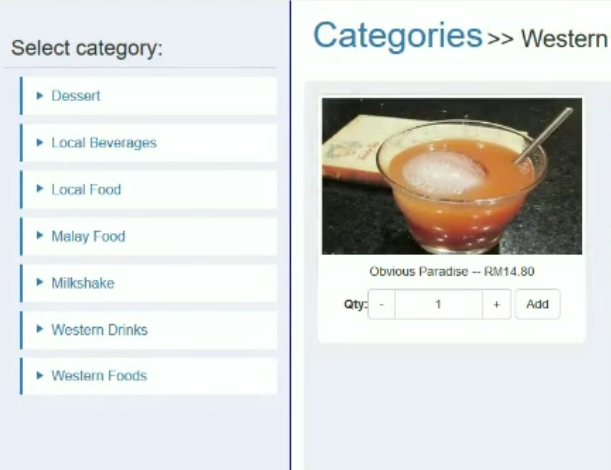 Select category:
Dessert
Local Beverages
Local Food
Malay Food
Milkshake
Western Drinks
Western Foods
Categories >> Western
Obvious Paradise -- RM14.80
Qty: - 1 + Add